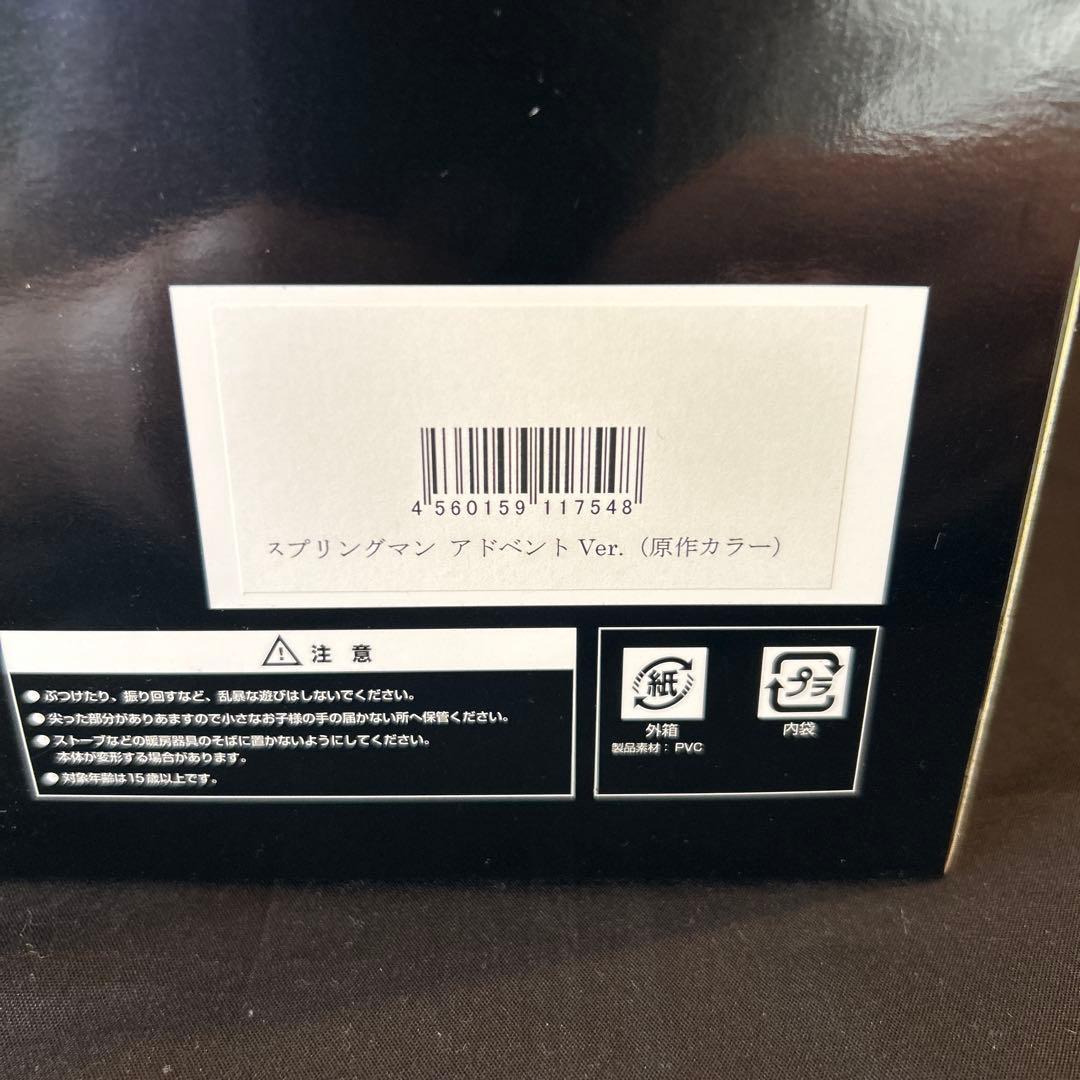 4 560159 117548
スプリングマン アドベント Ver.（原作カラー）
注 意
●ぶつけたり、振り回すなど、乱暴な遊びはしないでください。
●尖った部分がありあますので小さなお子様の手の届かない所へ保管ください。
●ストーブなどの暖房器具のそばに置かないようにしてください。
本体が変形する場合があります。
●対象年齢は15歳以上です。
紙
外箱
プラ
内袋
製品素材：PVC